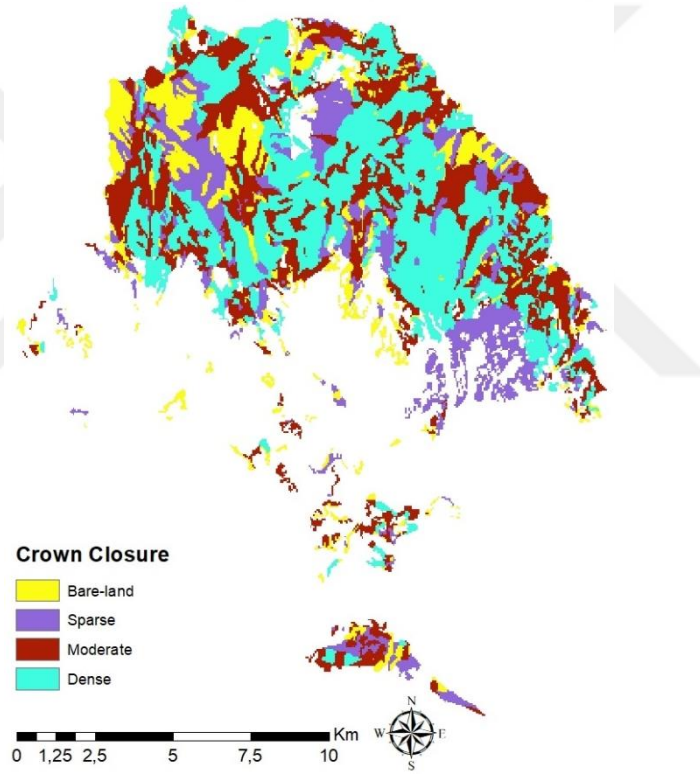 Crown Closure
Bare-land
Sparse
Moderate
Dense
Km
0 1,25 2,5 5 7,5 10
N
W E
S